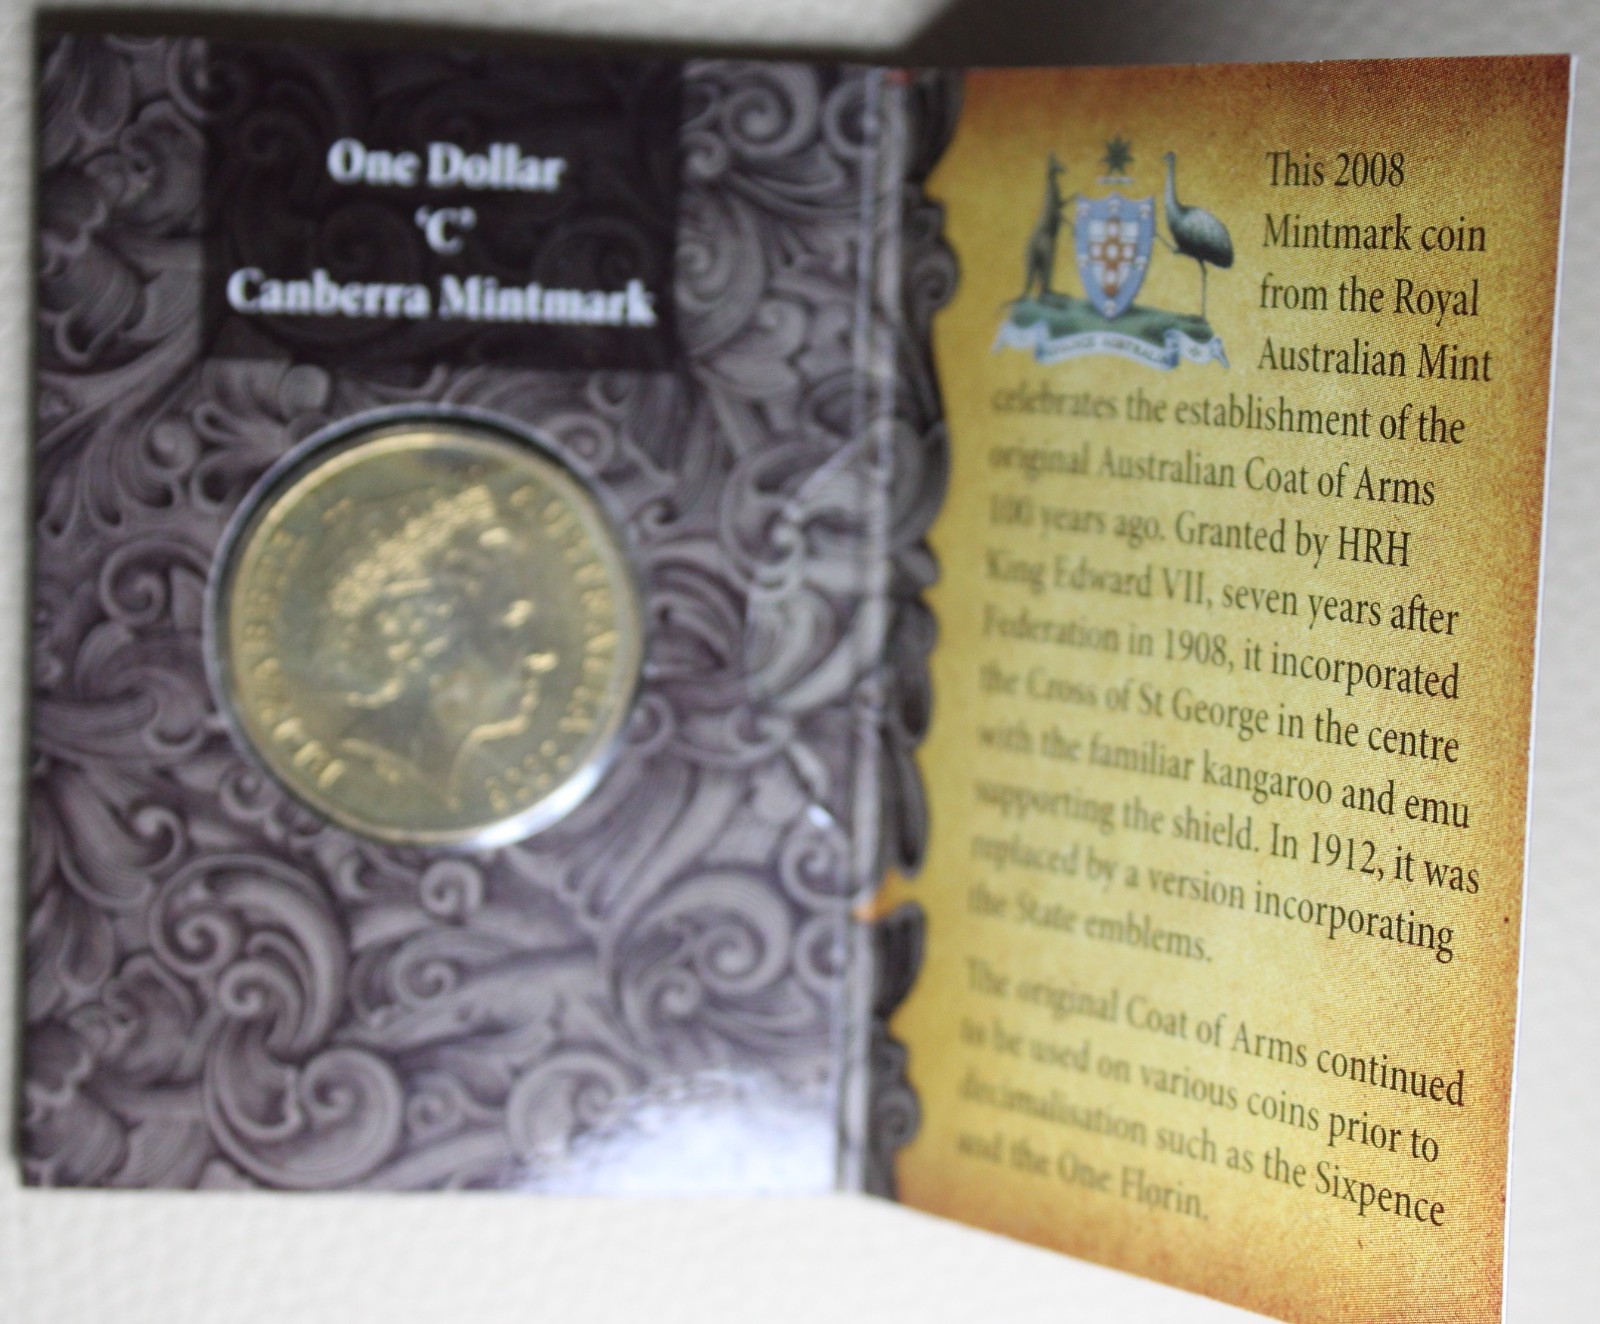 One Dollar
‘C’
Canberra Mintmark
ELIZABETH II
AUSTRALIA 2008
This 2008
Mintmark coin
from the Royal
Australian Mint
celebrates the establishment of the
original Australian Coat of Arms
100 years ago. Granted by HRH
King Edward VII, seven years after
Federation in 1908, it incorporated
the Cross of St George in the centre
with the familiar kangaroo and emu
supporting the shield. In 1912, it was
replaced by a version incorporating
the State emblems.
The original Coat of Arms continued
to be used on various coins prior to
decimalisation such as the Sixpence
and the One Florin.